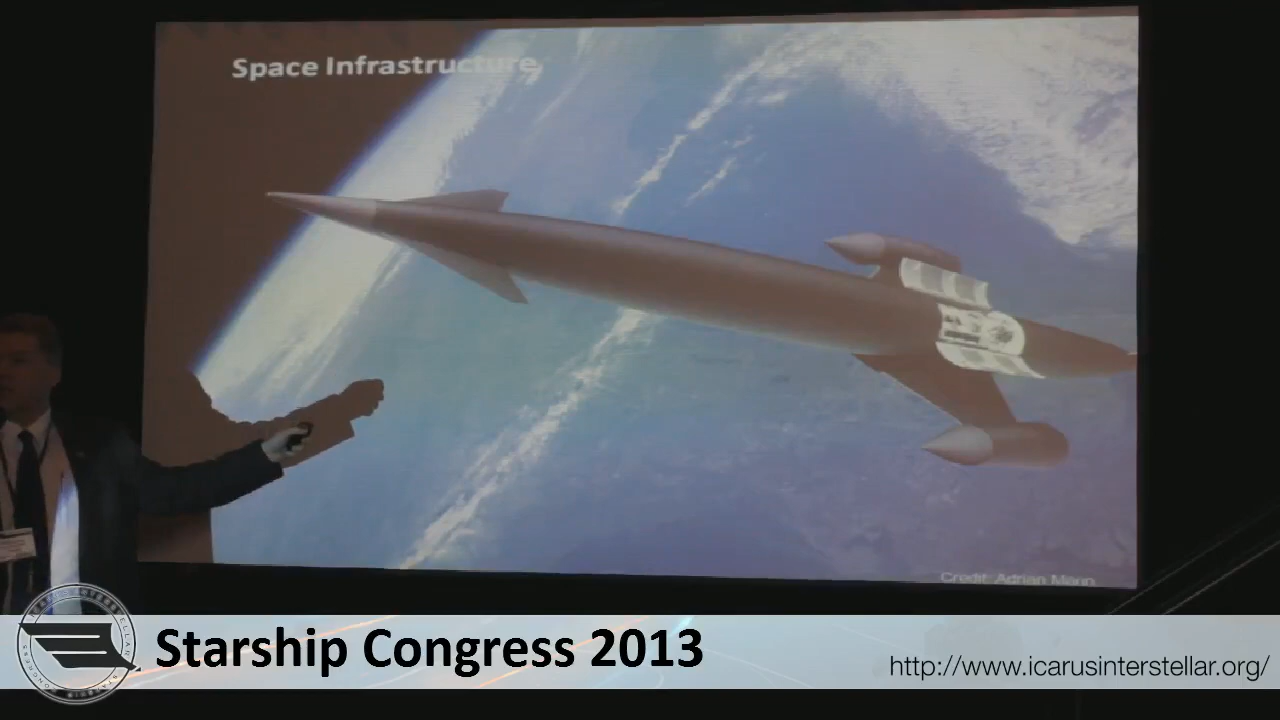 Space Infrastructure
Credit: Adrian Mann
Starship Congress 2013
http://www.icarusinterstellar.org/